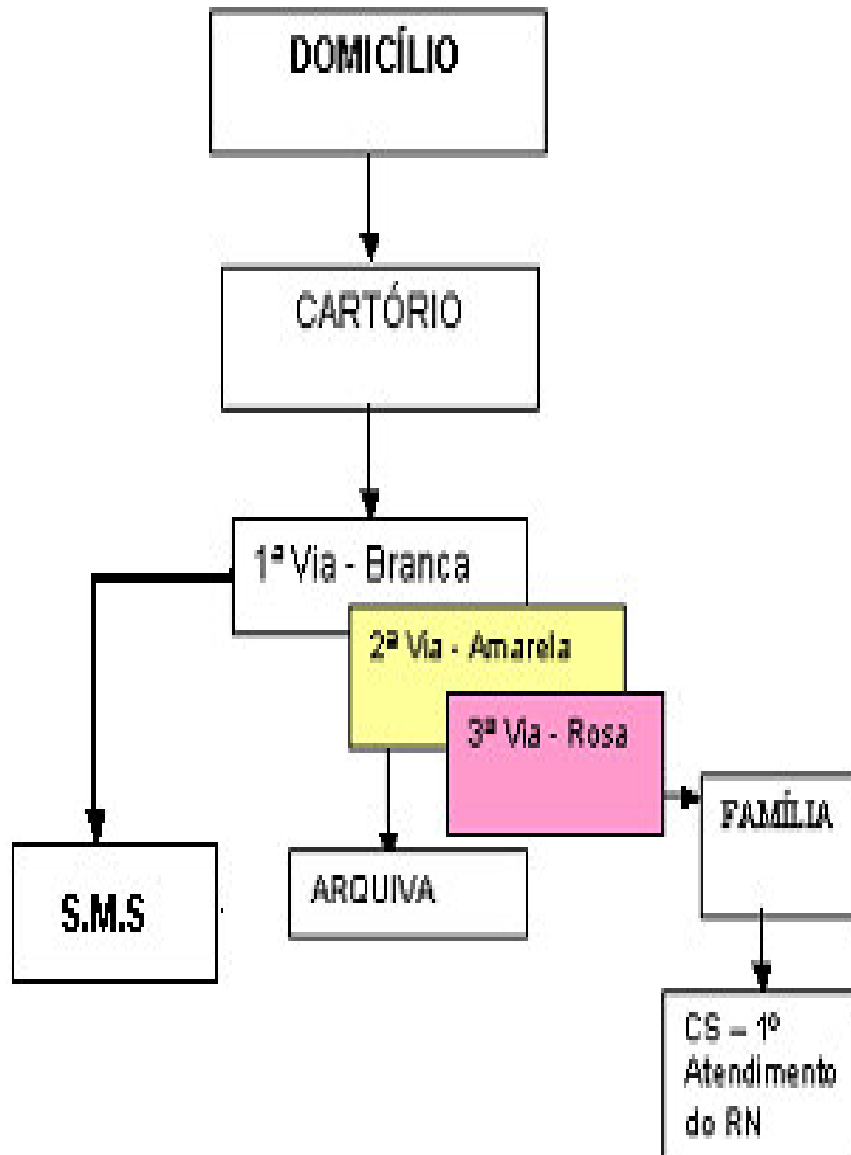 DOMICÍLIO
CARTÓRIO
1ª Via - Branca
2ª Via - Amarela
3ª Via - Rosa
FAMÍLIA
ARQUIVA
S.M.S
CS – 1º
Atendimento
do RN